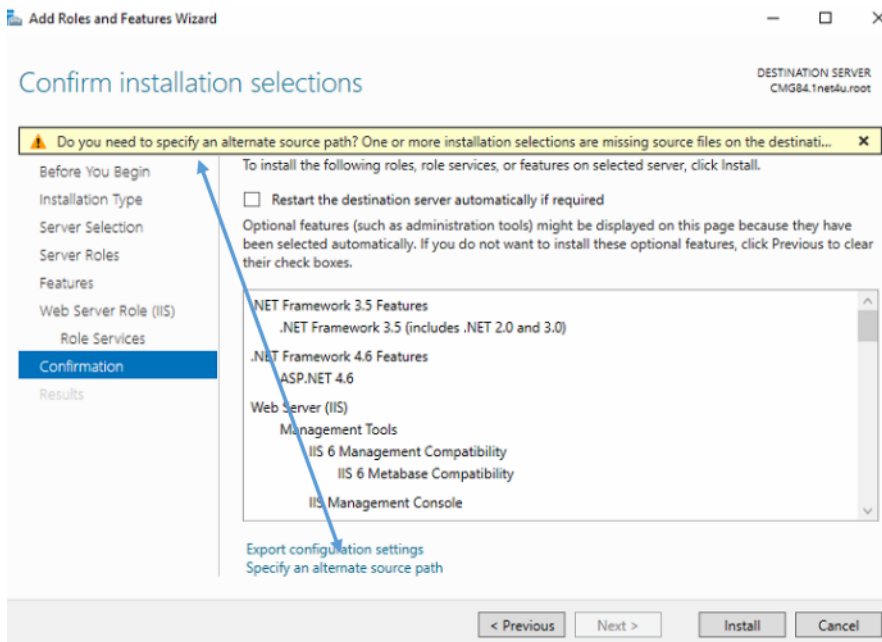 Add Roles and Features Wizard
Confirm installation selections
DESTINATION SERVER
CMG84.1net4u.root
Do you need to specify an alternate source path? One or more installation selections are missing source files on the destinati...
Before You Begin
Installation Type
Server Selection
Server Roles
Features
Web Server Role (IIS)
Role Services
Confirmation
Results
To install the following roles, role services, or features on selected server, click Install.
Restart the destination server automatically if required
Optional features (such as administration tools) might be displayed on this page because they have
been selected automatically. If you do not want to install these optional features, click Previous to clear
their check boxes.
.NET Framework 3.5 Features
.NET Framework 3.5 (includes .NET 2.0 and 3.0)
.NET Framework 4.6 Features
ASP.NET 4.6
Web Server (IIS)
Management Tools
IIS 6 Management Compatibility
IIS 6 Metabase Compatibility
IIS Management Console
Export configuration settings
Specify an alternate source path
< Previous
Next >
Install
Cancel